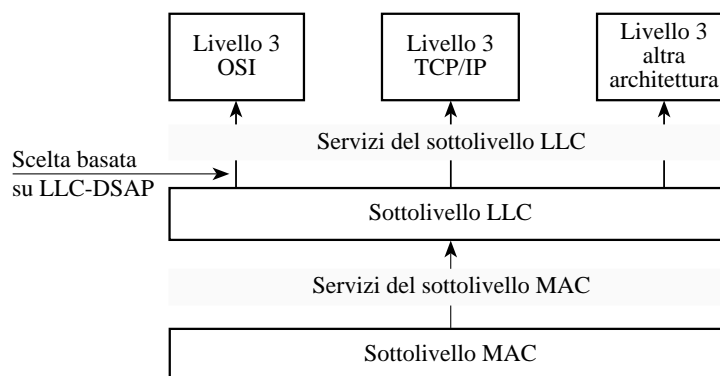 Livello 3
OSI
Livello 3
TCP/IP
Livello 3
altra
architettura
Servizi del sottolivello LLC
Scelta basata
su LLC-DSAP
Sottolivello LLC
Servizi del sottolivello MAC
Sottolivello MAC